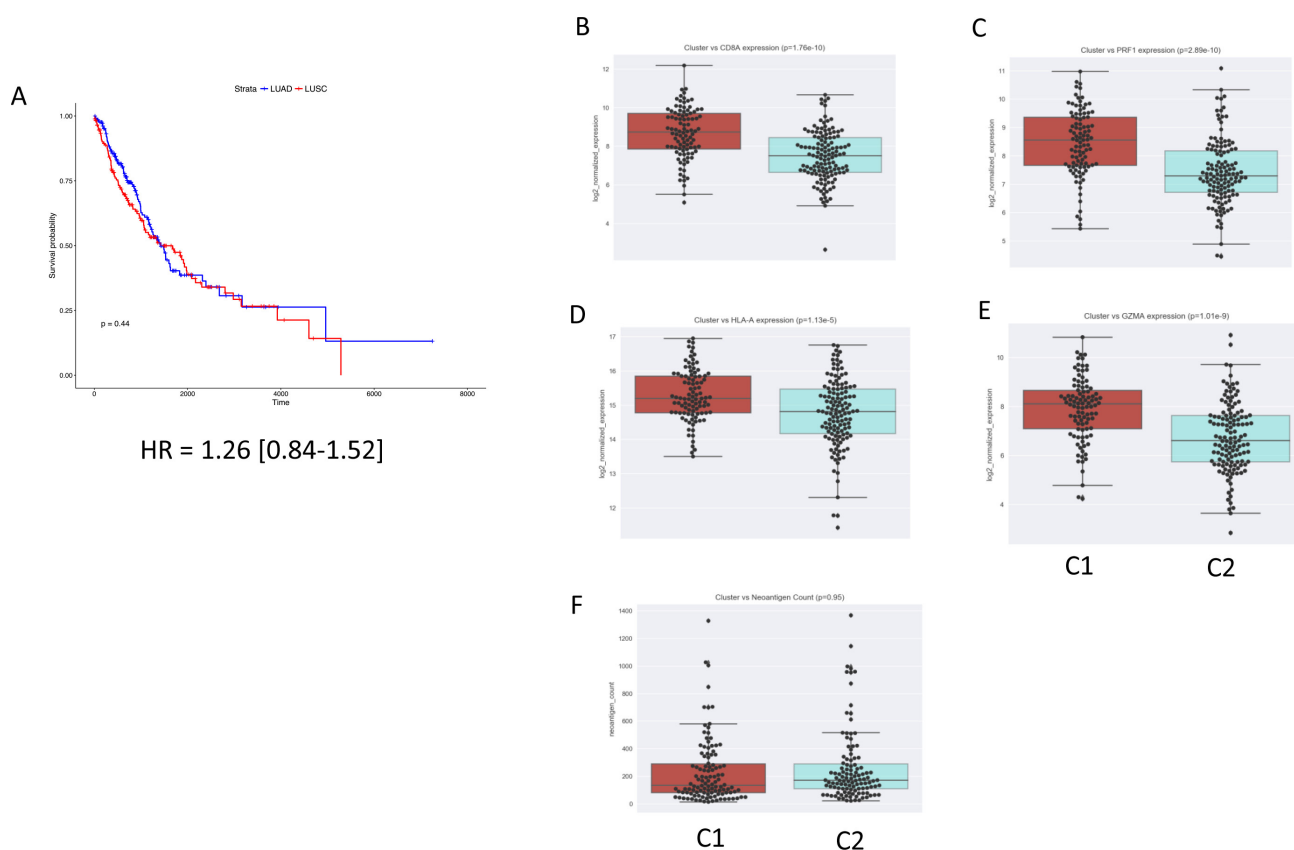 A
Strata LUAD LUSC
1.00
0.75
0.50
0.25
0.00
Survival probability
p = 0.44
0 2000 4000 6000 8000
Time
HR = 1.26 [0.84-1.52]
B
Cluster vs CD8A expression (p=1.76e-10)
12
10
8
6
4
log2_normalized_expression
C
Cluster vs PRF1 expression (p=2.89e-10)
11
10
9
8
7
6
5
log2_normalized_expression
D
Cluster vs HLA-A expression (p=1.13e-5)
17
16
15
14
13
12
log2_normalized_expression
E
Cluster vs GZMA expression (p=1.01e-9)
10
8
6
4
log2_normalized_expression
C1 C2
F
Cluster vs Neoantigen Count (p=0.95)
1400
1200
1000
800
600
400
200
0
neoantigen_count
C1 C2